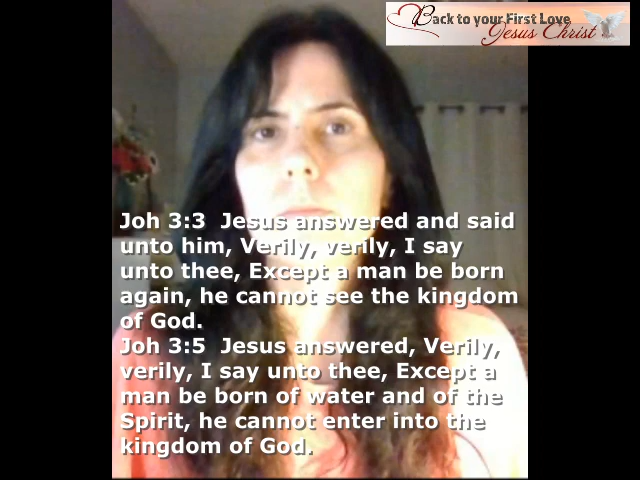 Back to your First Love
Jesus Christ
Joh 3:3 Jesus answered and said
unto him, Verily, verily, I say
unto thee, Except a man be born
again, he cannot see the kingdom
of God.
Joh 3:5 Jesus answered, Verily,
verily, I say unto thee, Except a
man be born of water and of the
Spirit, he cannot enter into the
kingdom of God.